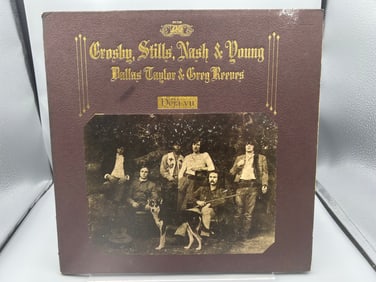 Crosby, Stills, Nash & Young
Dallas Taylor & Greg Reeves
Déjà vu